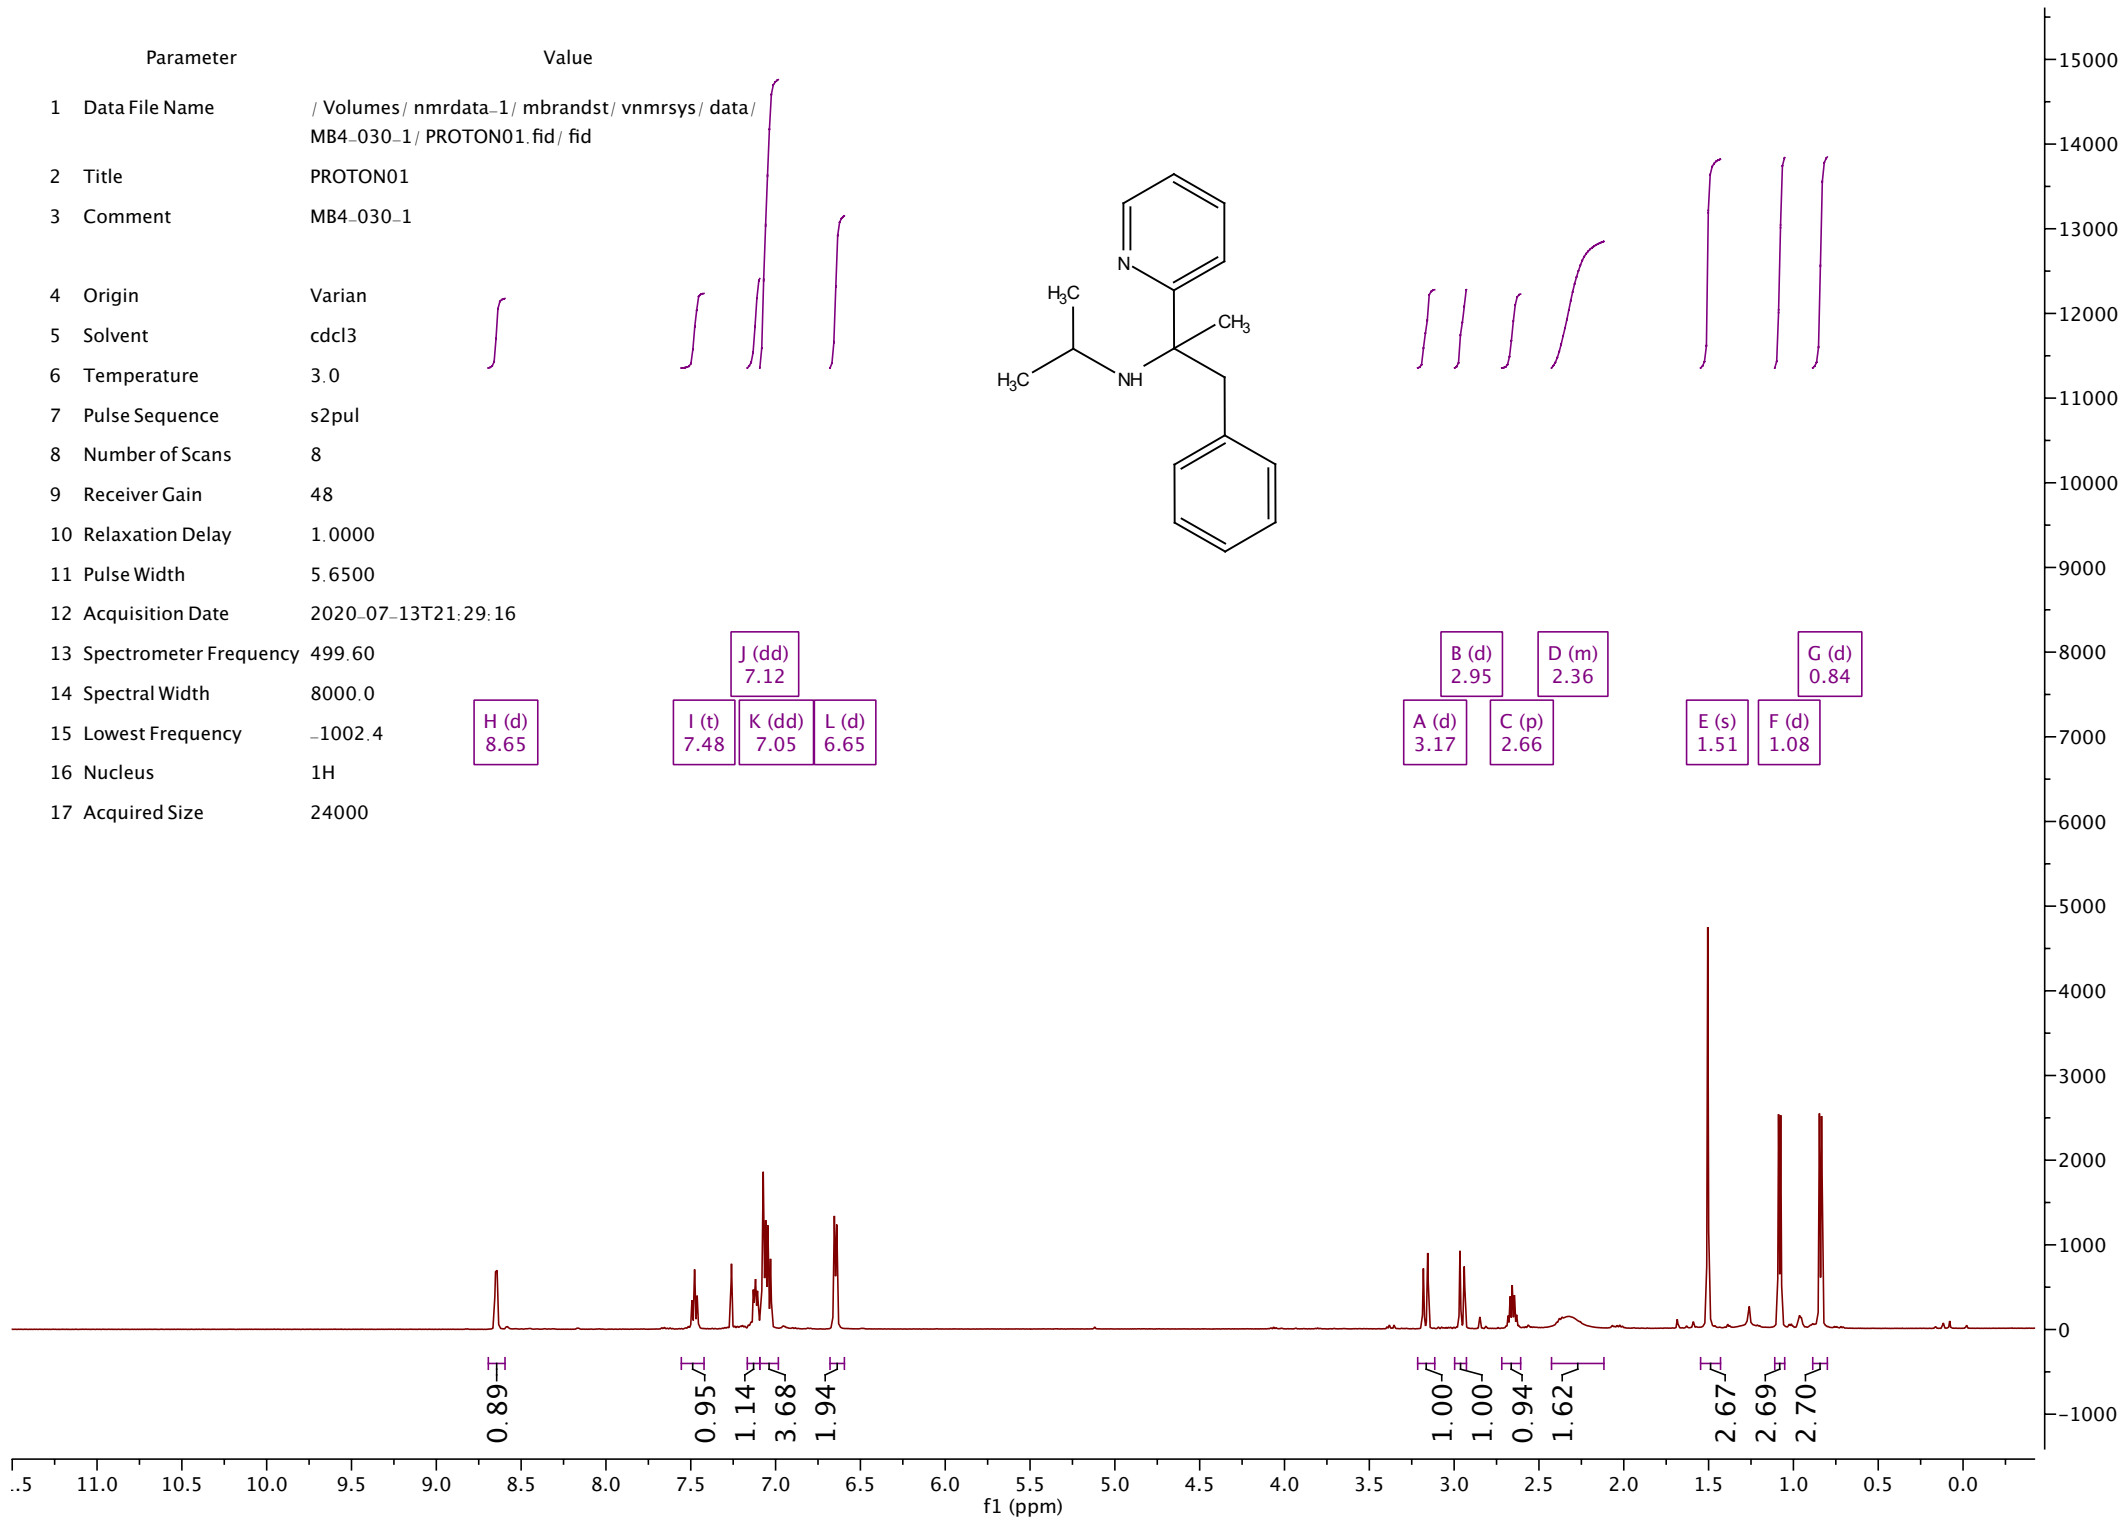 Parameter Value
1 Data File Name / Volumes/ nmrdata_1/ mbrandst/ vnmrsys/ data/
MB4_030_1/ PROTON01.fid/ fid
2 Title PROTON01
3 Comment MB4_030_1
4 Origin Varian
5 Solvent cdcl3
6 Temperature 3.0
7 Pulse Sequence s2pul
8 Number of Scans 8
9 Receiver Gain 48
10 Relaxation Delay 1.0000
11 Pulse Width 5.6500
12 Acquisition Date 2020_07_13T21:29:16
13 Spectrometer Frequency 499.60
14 Spectral Width 8000.0
15 Lowest Frequency _1002.4
16 Nucleus 1H
17 Acquired Size 24000
N
H3C
CH3
H3C
NH
J (dd)
7.12
B (d)
2.95
D (m)
2.36
G (d)
0.84
H (d)
8.65
I (t)
7.48
K (dd)
7.05
L (d)
6.65
A (d)
3.17
C (p)
2.66
E (s)
1.51
F (d)
1.08
15000
14000
13000
12000
11000
10000
9000
8000
7000
6000
5000
4000
3000
2000
1000
0
–1000
0.89
0.95
1.14
3.68
1.94
1.00
1.00
0.94
1.62
2.67
2.69
2.70
..5 11.0 10.5 10.0 9.5 9.0 8.5 8.0 7.5 7.0 6.5 6.0 5.5 5.0 4.5 4.0 3.5 3.0 2.5 2.0 1.5 1.0 0.5 0.0
f1 (ppm)